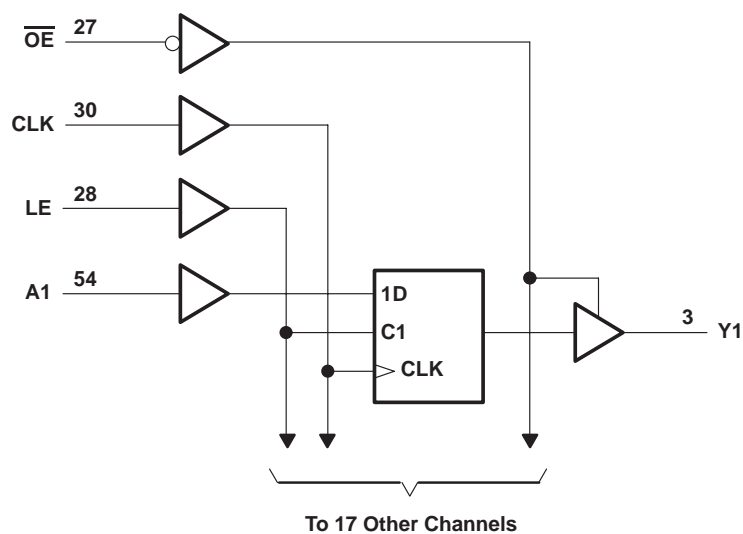 OE 27
CLK 30
LE 28
A1 54
1D
C1
CLK
3 Y1
To 17 Other Channels